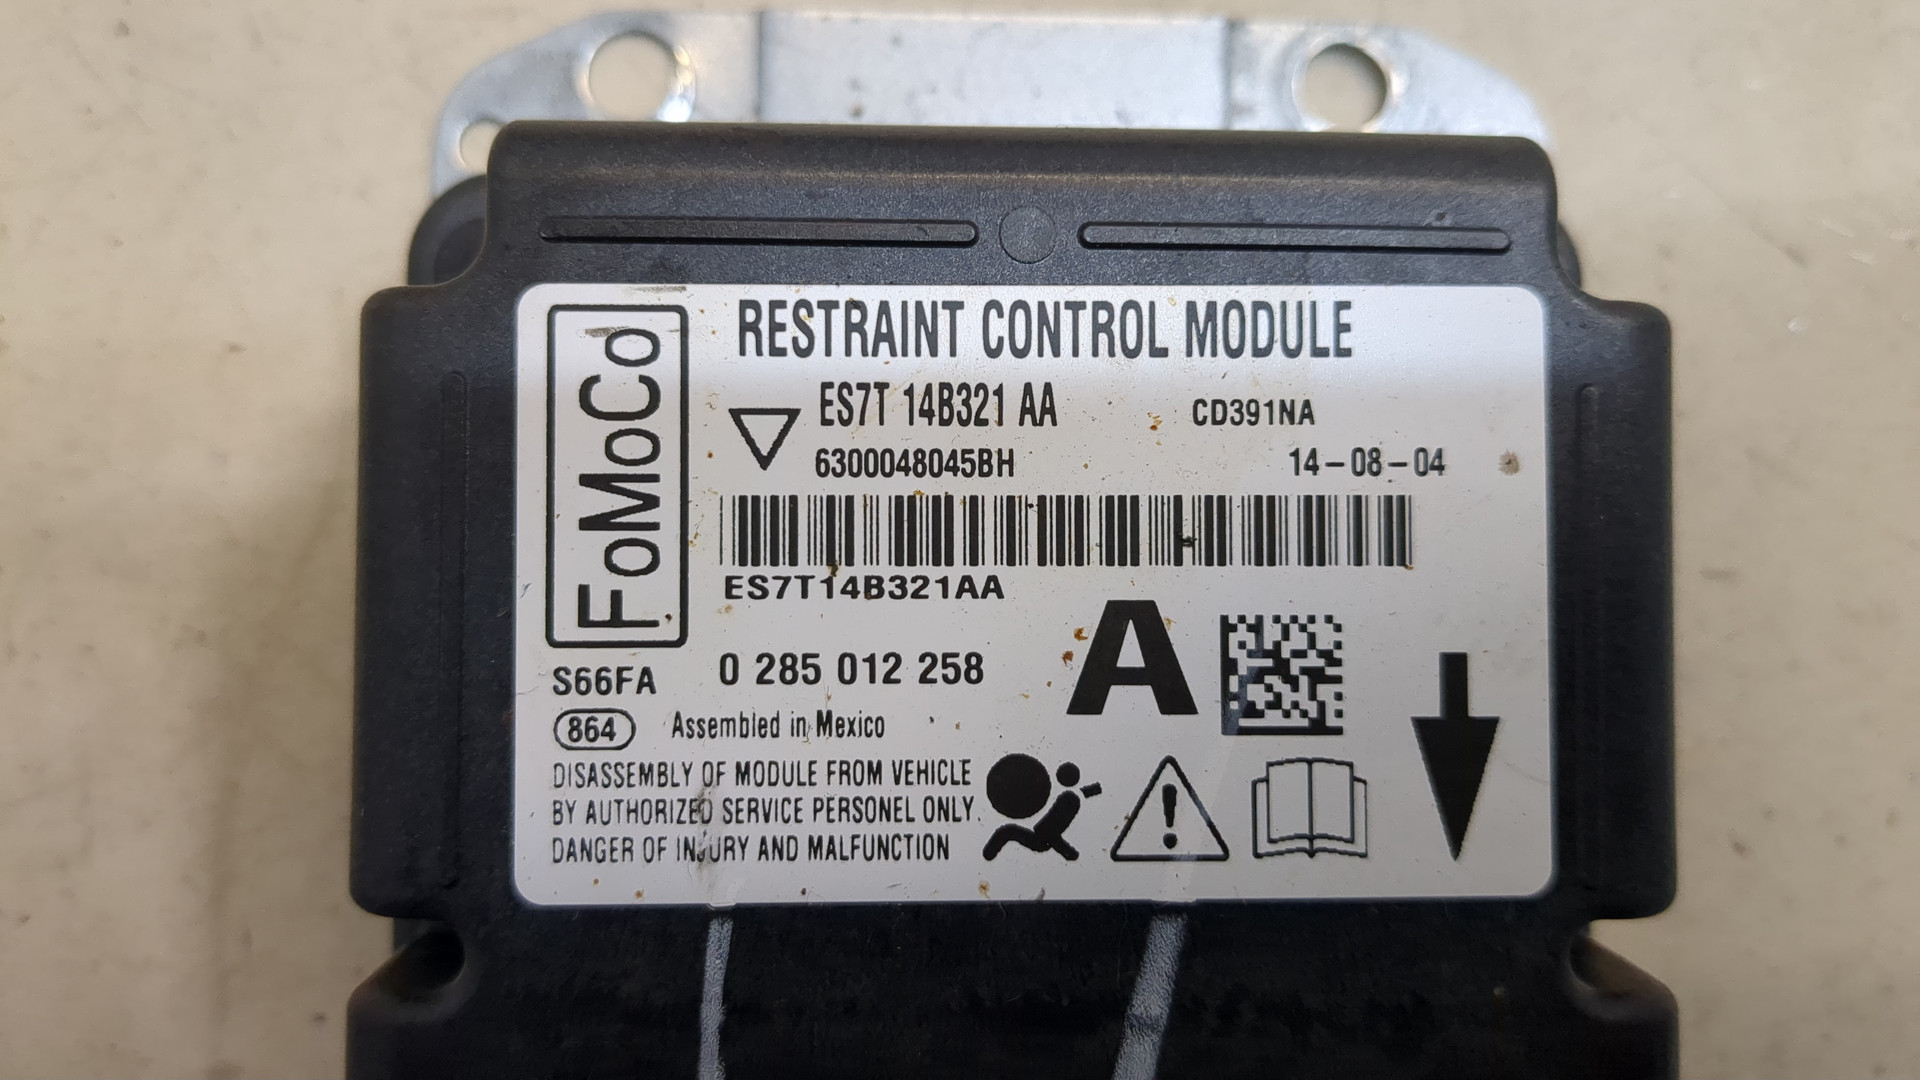 FoMoCo
RESTRAINT CONTROL MODULE
ES7T 14B321 AA CD391NA
6300048045BH 14-08-04
ES7T14B321AA
S66FA 0 285 012 258 A
864 Assembled in Mexico
DISASSEMBLY OF MODULE FROM VEHICLE
BY AUTHORIZED SERVICE PERSONEL ONLY.
DANGER OF INJURY AND MALFUNCTION